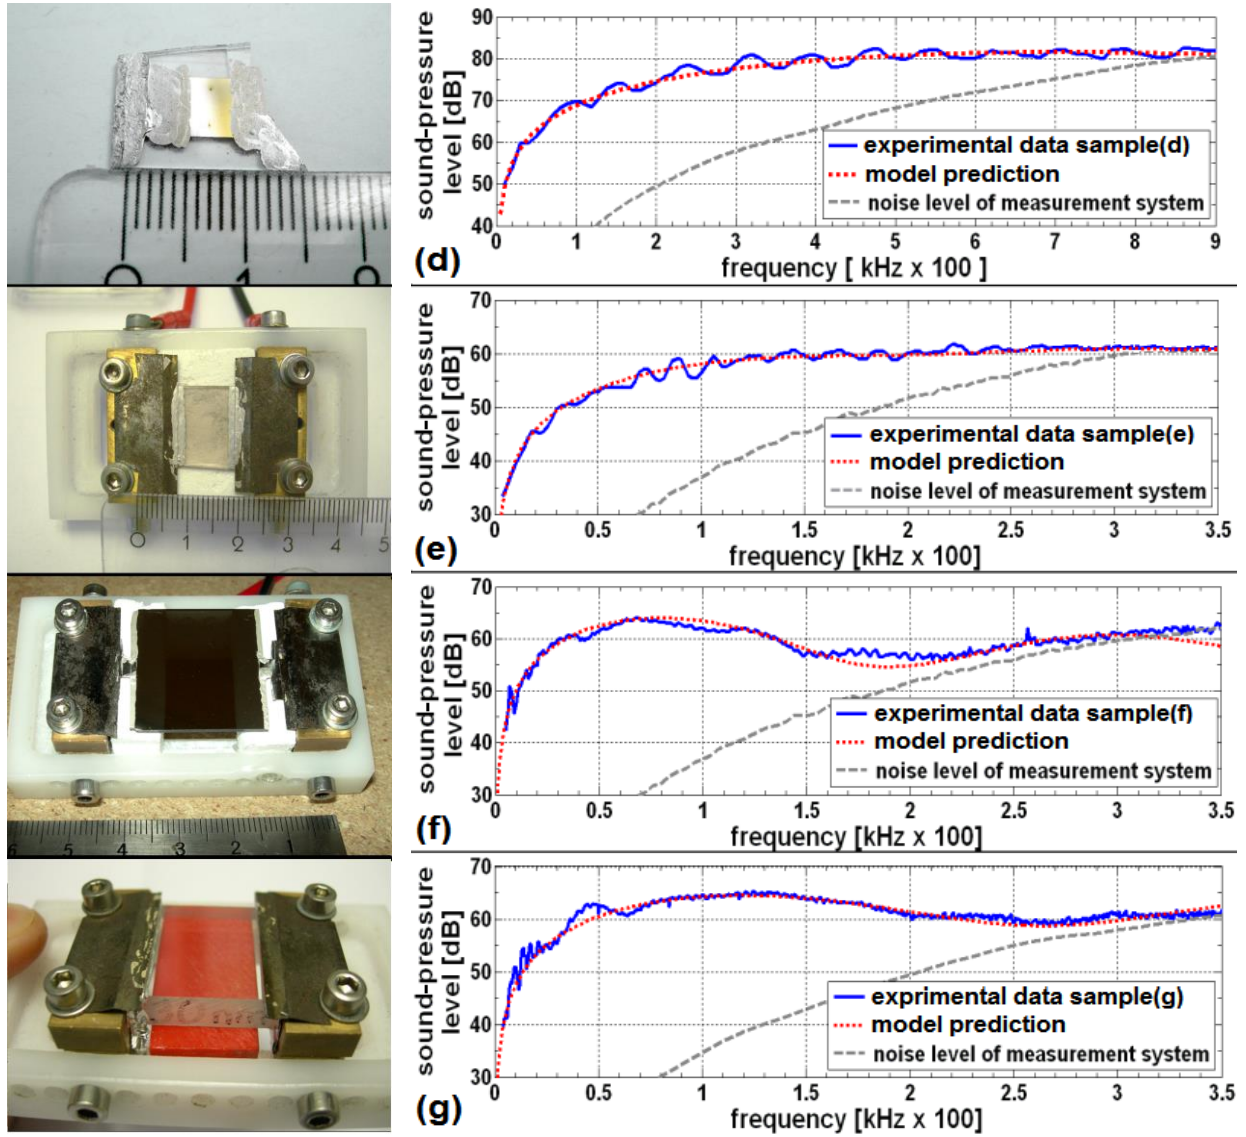 sound-pressure
level [dB]
90
80
70
60
50
40
experimental data sample(d)
model prediction
noise level of measurement system
0 1 2 3 4 5 6 7 8 9
frequency [ kHz x 100 ]
(d)
0 1
sound-pressure
level [dB]
70
60
50
40
30
experimental data sample(e)
model prediction
noise level of measurement system
0 0.5 1 1.5 2 2.5 3 3.5
frequency [kHz x 100]
(e)
0 1 2 3 4 5
sound-pressure
level [dB]
70
60
50
40
30
experimental data sample(f)
model prediction
noise level of measurement system
0 0.5 1 1.5 2 2.5 3 3.5
frequency [kHz x 100]
(f)
6 5 4 3 2 1
sound-pressure
level [dB]
70
60
50
40
30
exprimental data sample(g)
model prediction
noise level of measurement system
0 0.5 1 1.5 2 2.5 3 3.5
frequency [kHz x 100]
(g)